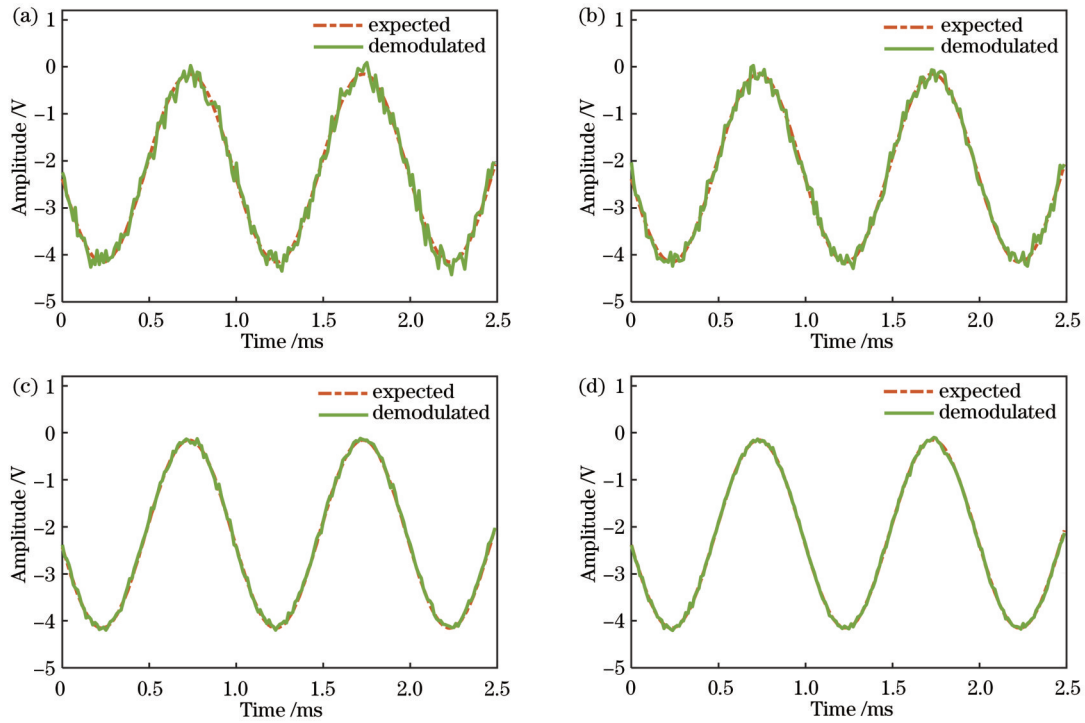 (a)
expected
demodulated
Amplitude /V
1
0
−1
−2
−3
−4
−5
0 0.5 1.0 1.5 2.0 2.5
Time /ms
(b)
expected
demodulated
Amplitude /V
1
0
−1
−2
−3
−4
−5
0 0.5 1.0 1.5 2.0 2.5
Time /ms
(c)
expected
demodulated
Amplitude /V
1
0
−1
−2
−3
−4
−5
0 0.5 1.0 1.5 2.0 2.5
Time /ms
(d)
expected
demodulated
Amplitude /V
1
0
−1
−2
−3
−4
−5
0 0.5 1.0 1.5 2.0 2.5
Time /ms